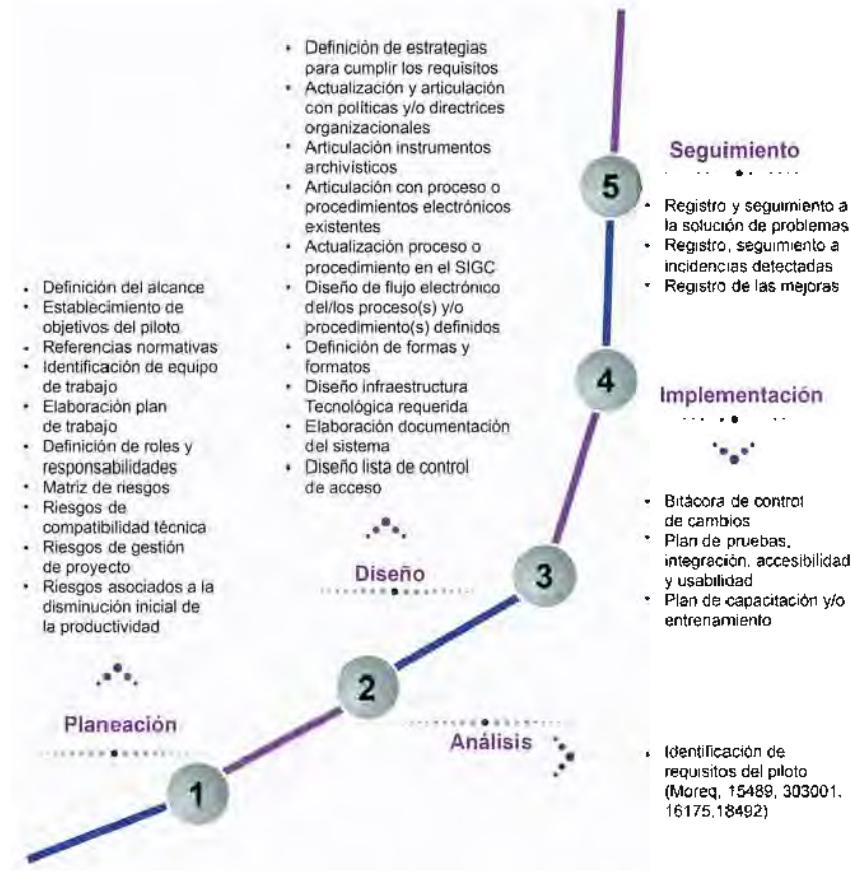 • Definición de estrategias
para cumplir los requisitos
• Actualización y articulación
con políticas y/o directrices
organizacionales
• Articulación instrumentos
archivísticos
• Articulación con proceso o
procedimientos electrónicos
existentes
• Actualización proceso o
procedimiento en el SIGC
• Diseño de flujo electrónico
del/los proceso(s) y/o
procedimiento(s) definidos
• Definición de formas y
formatos
• Diseño infraestructura
Tecnológica requerida
• Elaboración documentación
del sistema
• Diseño lista de control
de acceso
Diseño
3
• Definición del alcance
• Establecimiento de
objetivos del piloto
• Referencias normativas
• Identificación de equipo
de trabajo
• Elaboración plan
de trabajo
• Definición de roles y
responsabilidades
• Matriz de riesgos
• Riesgos de
compatibilidad técnica
• Riesgos de gestión
de proyecto
• Riesgos asociados a la
disminución inicial de
la productividad
Planeación
1
2
Análisis
• Identificación de
requisitos del piloto
(Moreq, 15489, 303001,
16175,18492)
5
Seguimiento
• Registro y seguimiento a
la solución de problemas
• Registro, seguimiento a
incidencias detectadas
• Registro de las mejoras
4
Implementación
• Bitácora de control
de cambios
• Plan de pruebas,
integración, accesibilidad
y usabilidad
• Plan de capacitación y/o
entrenamiento